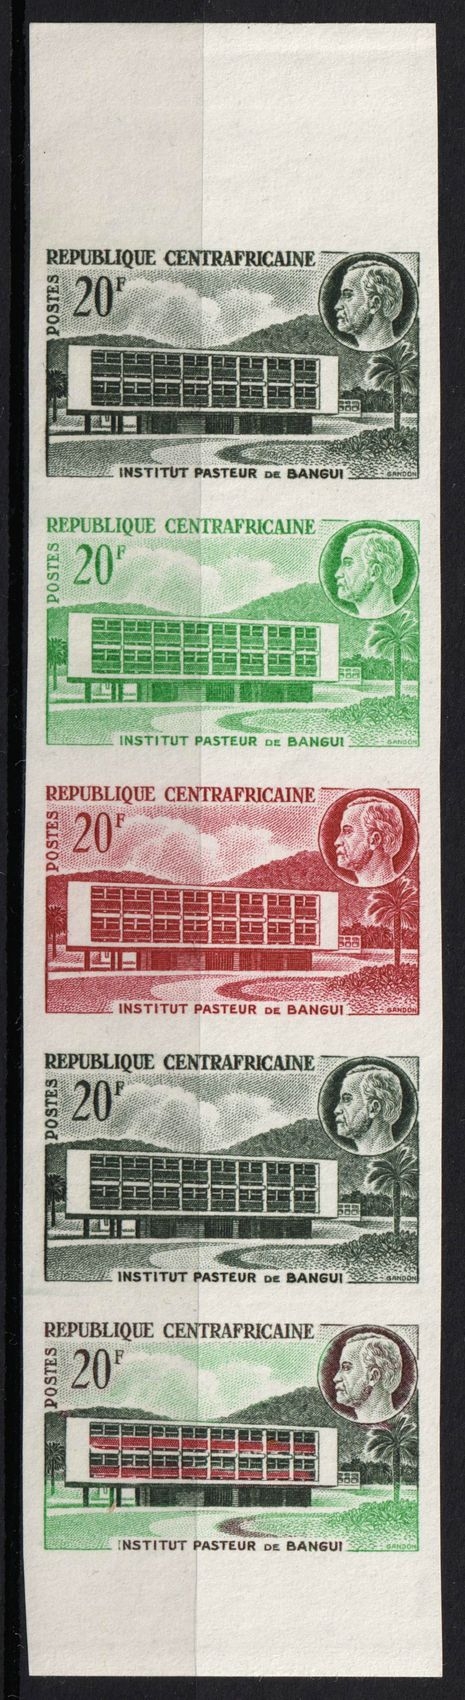 REPUBLIQUE CENTRAFRICAINE
POSTES
20F
INSTITUT PASTEUR DE BANGUI
GANDON
REPUBLIQUE CENTRAFRICAINE
POSTES
20F
INSTITUT PASTEUR DE BANGUI
GANDON
REPUBLIQUE CENTRAFRICAINE
POSTES
20F
INSTITUT PASTEUR DE BANGUI
GANDON
REPUBLIQUE CENTRAFRICAINE
POSTES
20F
INSTITUT PASTEUR DE BANGUI
GANDON
REPUBLIQUE CENTRAFRICAINE
POSTES
20F
INSTITUT PASTEUR DE BANGUI
GANDON